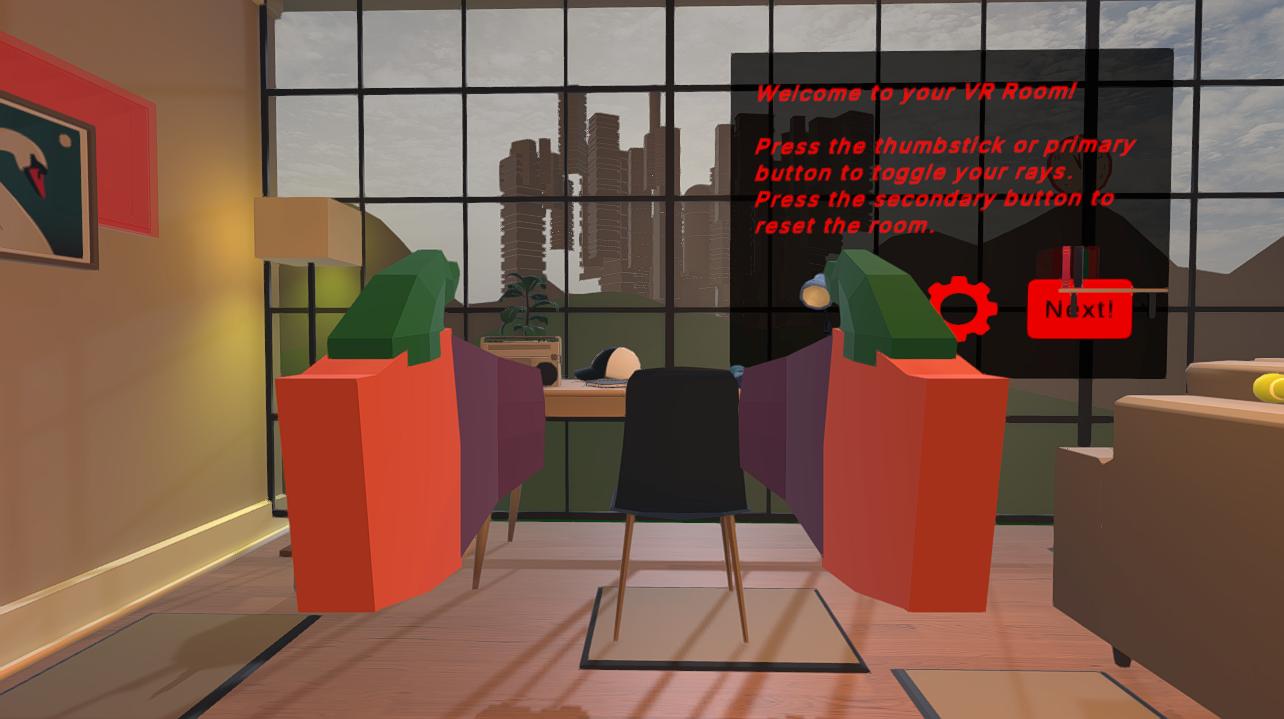 Welcome to your VR Room!
Press the thumbstick or primary
button to toggle your rays.
Press the secondary button to
reset the room.
Next!